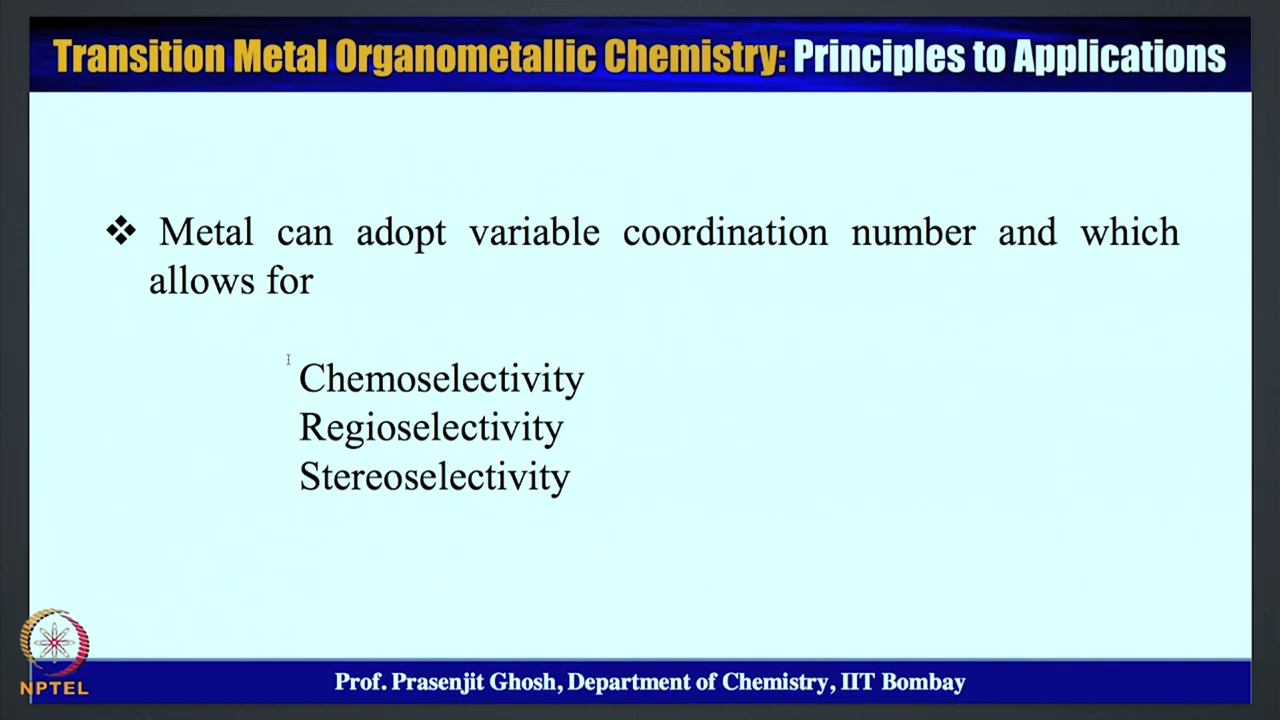 Transition Metal Organometallic Chemistry: Principles to Applications
❖ Metal can adopt variable coordination number and which
allows for
Chemoselectivity
Regioselectivity
Stereoselectivity
NPTEL
Prof. Prasenjit Ghosh, Department of Chemistry, IIT Bombay